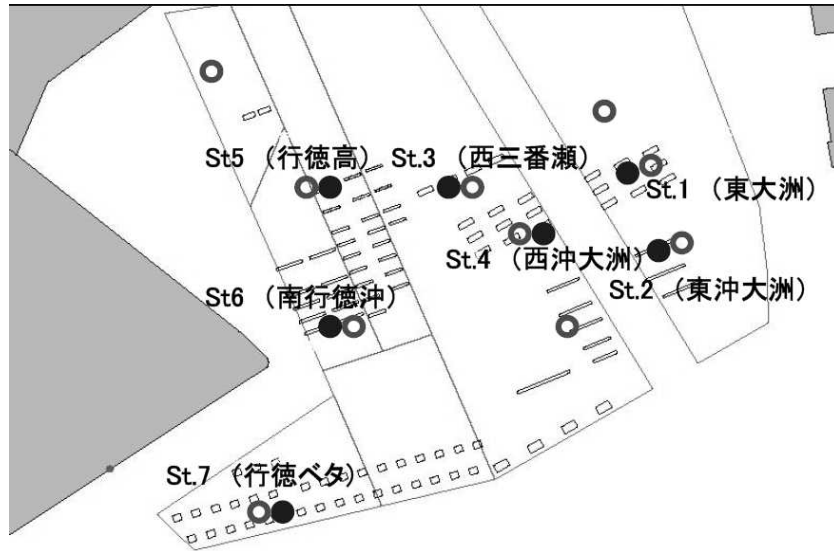 St5 （行徳高）
St.3 （西三番瀬）
St.1 （東大洲）
St.4 （西沖大洲）
St.2 （東沖大洲）
St6 （南行徳沖）
St.7 （行徳ベタ）